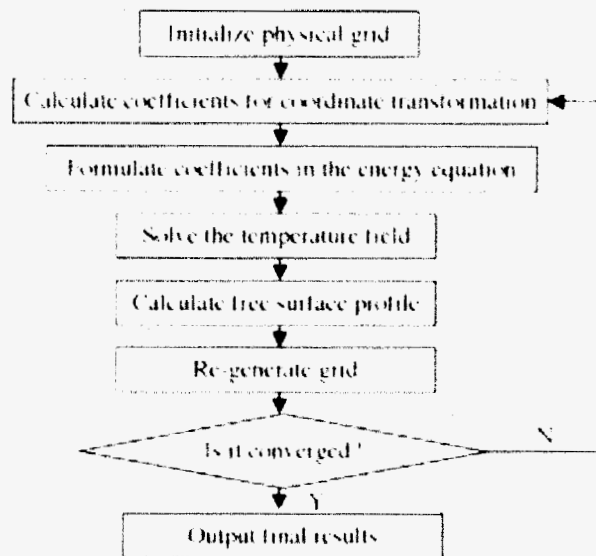 Initialize physical grid
Calculate coefficients for coordinate transformation
Formulate coefficients in the energy equation
Solve the temperature field
Calculate free surface profile
Re-generate grid
Is it converged ?
N
Y
Output final results